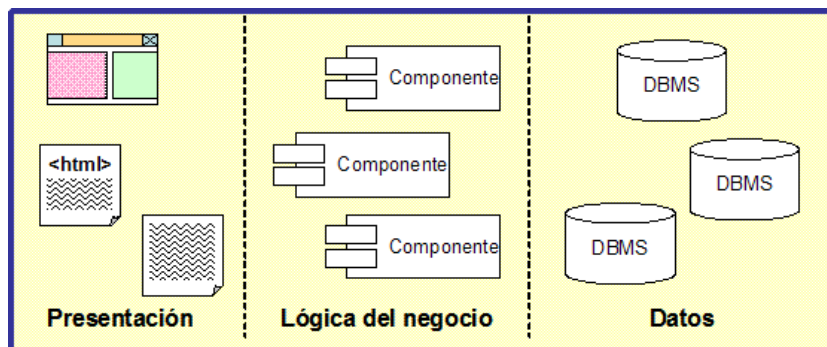 <html>
Presentación
Componente
Componente
Componente
Lógica del negocio
DBMS
DBMS
DBMS
Datos